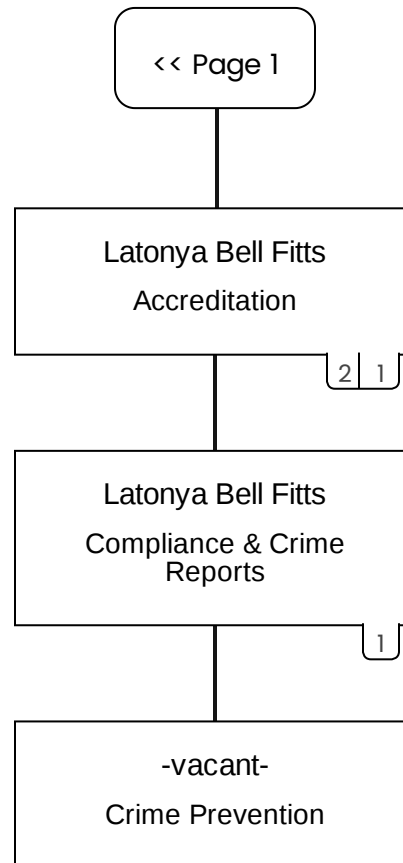 << Page 1
Latonya Bell Fitts
Accreditation
2 1
Latonya Bell Fitts
Compliance & Crime
Reports
1
-vacant-
Crime Prevention